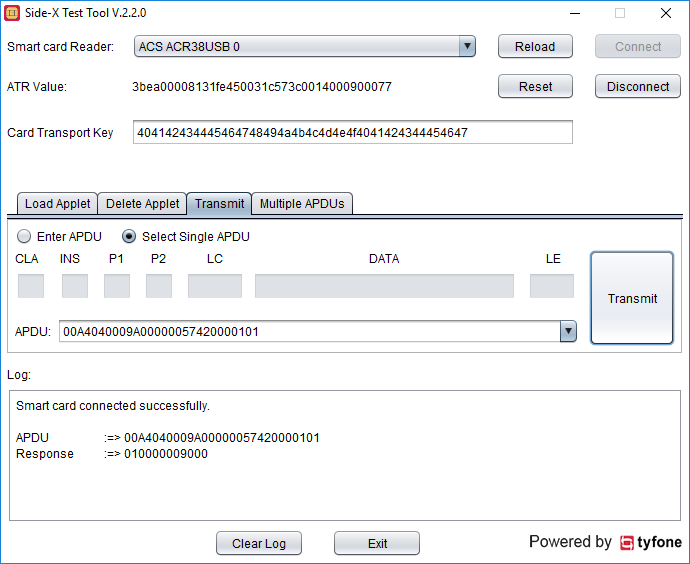 Side-X Test Tool V.2.2.0
Smart card Reader: ACS ACR38USB 0 Reload Connect
ATR Value: 3bea00008131fe450031c573c0014000900077 Reset Disconnect
Card Transport Key 404142434445464748494a4b4c4d4e4f4041424344454647
Load Applet Delete Applet Transmit Multiple APDUs
Enter APDU Select Single APDU
CLA INS P1 P2 LC DATA LE
Transmit
APDU: 00A4040009A00000057420000101
Log:
Smart card connected successfully.
APDU :=> 00A4040009A00000057420000101
Response :=> 010000009000
Clear Log Exit Powered by tyfone